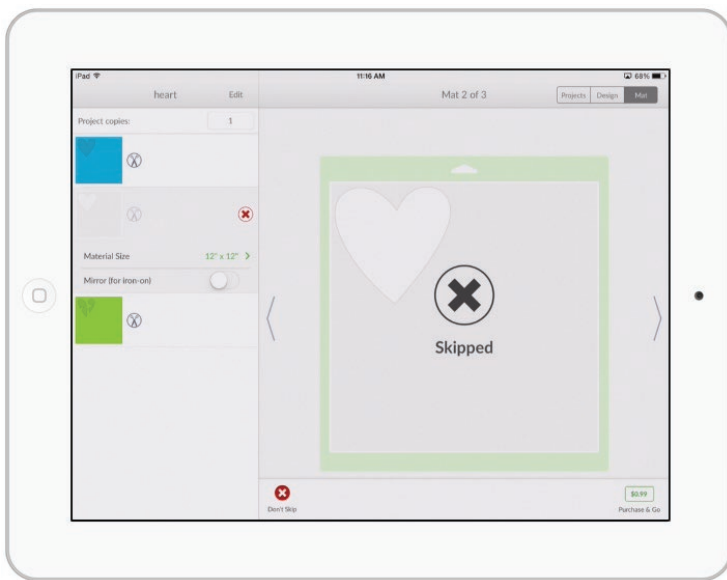 iPad 11:16 AM 68%
heart Edit Mat 2 of 3 Projects Design Mat
Project copies: 1
Material Size 12" x 12" >
Mirror (for iron-on)
Skipped
Don't Skip
$0.99
Purchase & Go